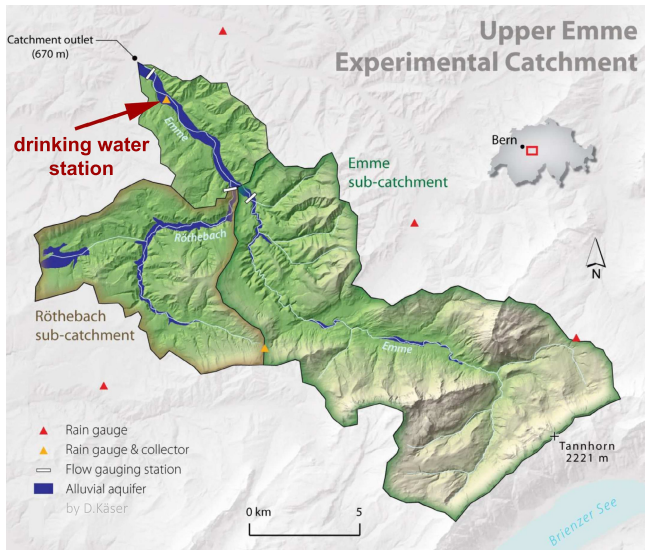 Upper Emme
Experimental Catchment
Catchment outlet
(670 m)
Emme
drinking water
station
Bern
Emme
sub-catchment
Röthebach
N
Röthebach
sub-catchment
Emme
Rain gauge
Rain gauge & collector
Flow gauging station
Alluvial aquifer
by D.Käser
Tannhorn
2221 m
0 km 5
Brienzer See